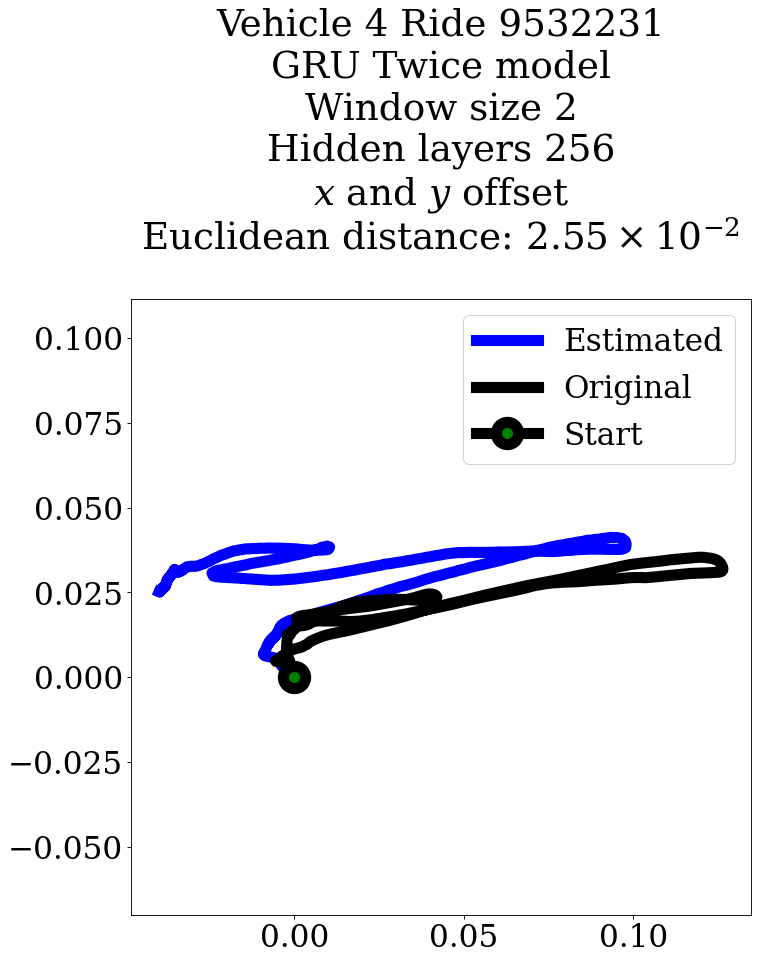 Vehicle 4 Ride 9532231
GRU Twice model
Window size 2
Hidden layers 256
x and y offset
Euclidean distance: 2.55 × 10⁻²
Estimated
Original
Start
0.100
0.075
0.050
0.025
0.000
−0.025
−0.050
0.00 0.05 0.10